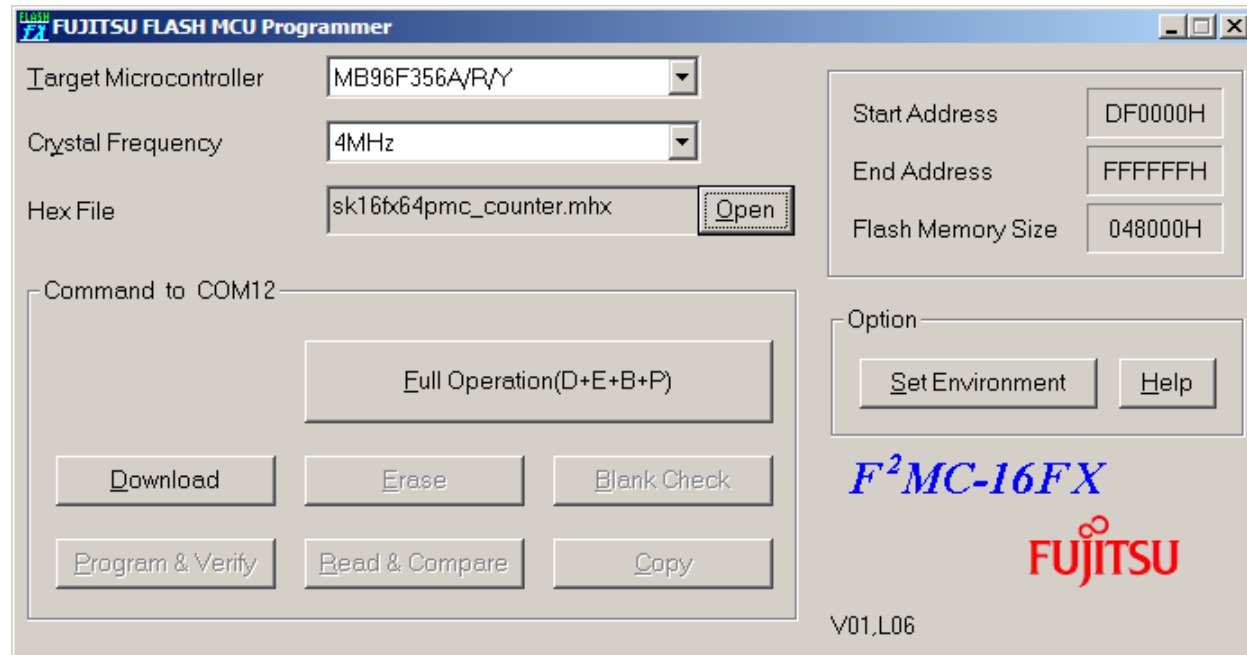 FLASH FX FUJITSU FLASH MCU Programmer
Target Microcontroller MB96F356A/R/Y
Crystal Frequency 4MHz
Hex File sk16fx64pmc_counter.mhx Open
Start Address DF0000H
End Address FFFFFFH
Flash Memory Size 048000H
Command to COM12
Full Operation(D+E+B+P)
Download Erase Blank Check
Program & Verify Read & Compare Copy
Option
Set Environment Help
F²MC-16FX
FUJITSU
V01,L06